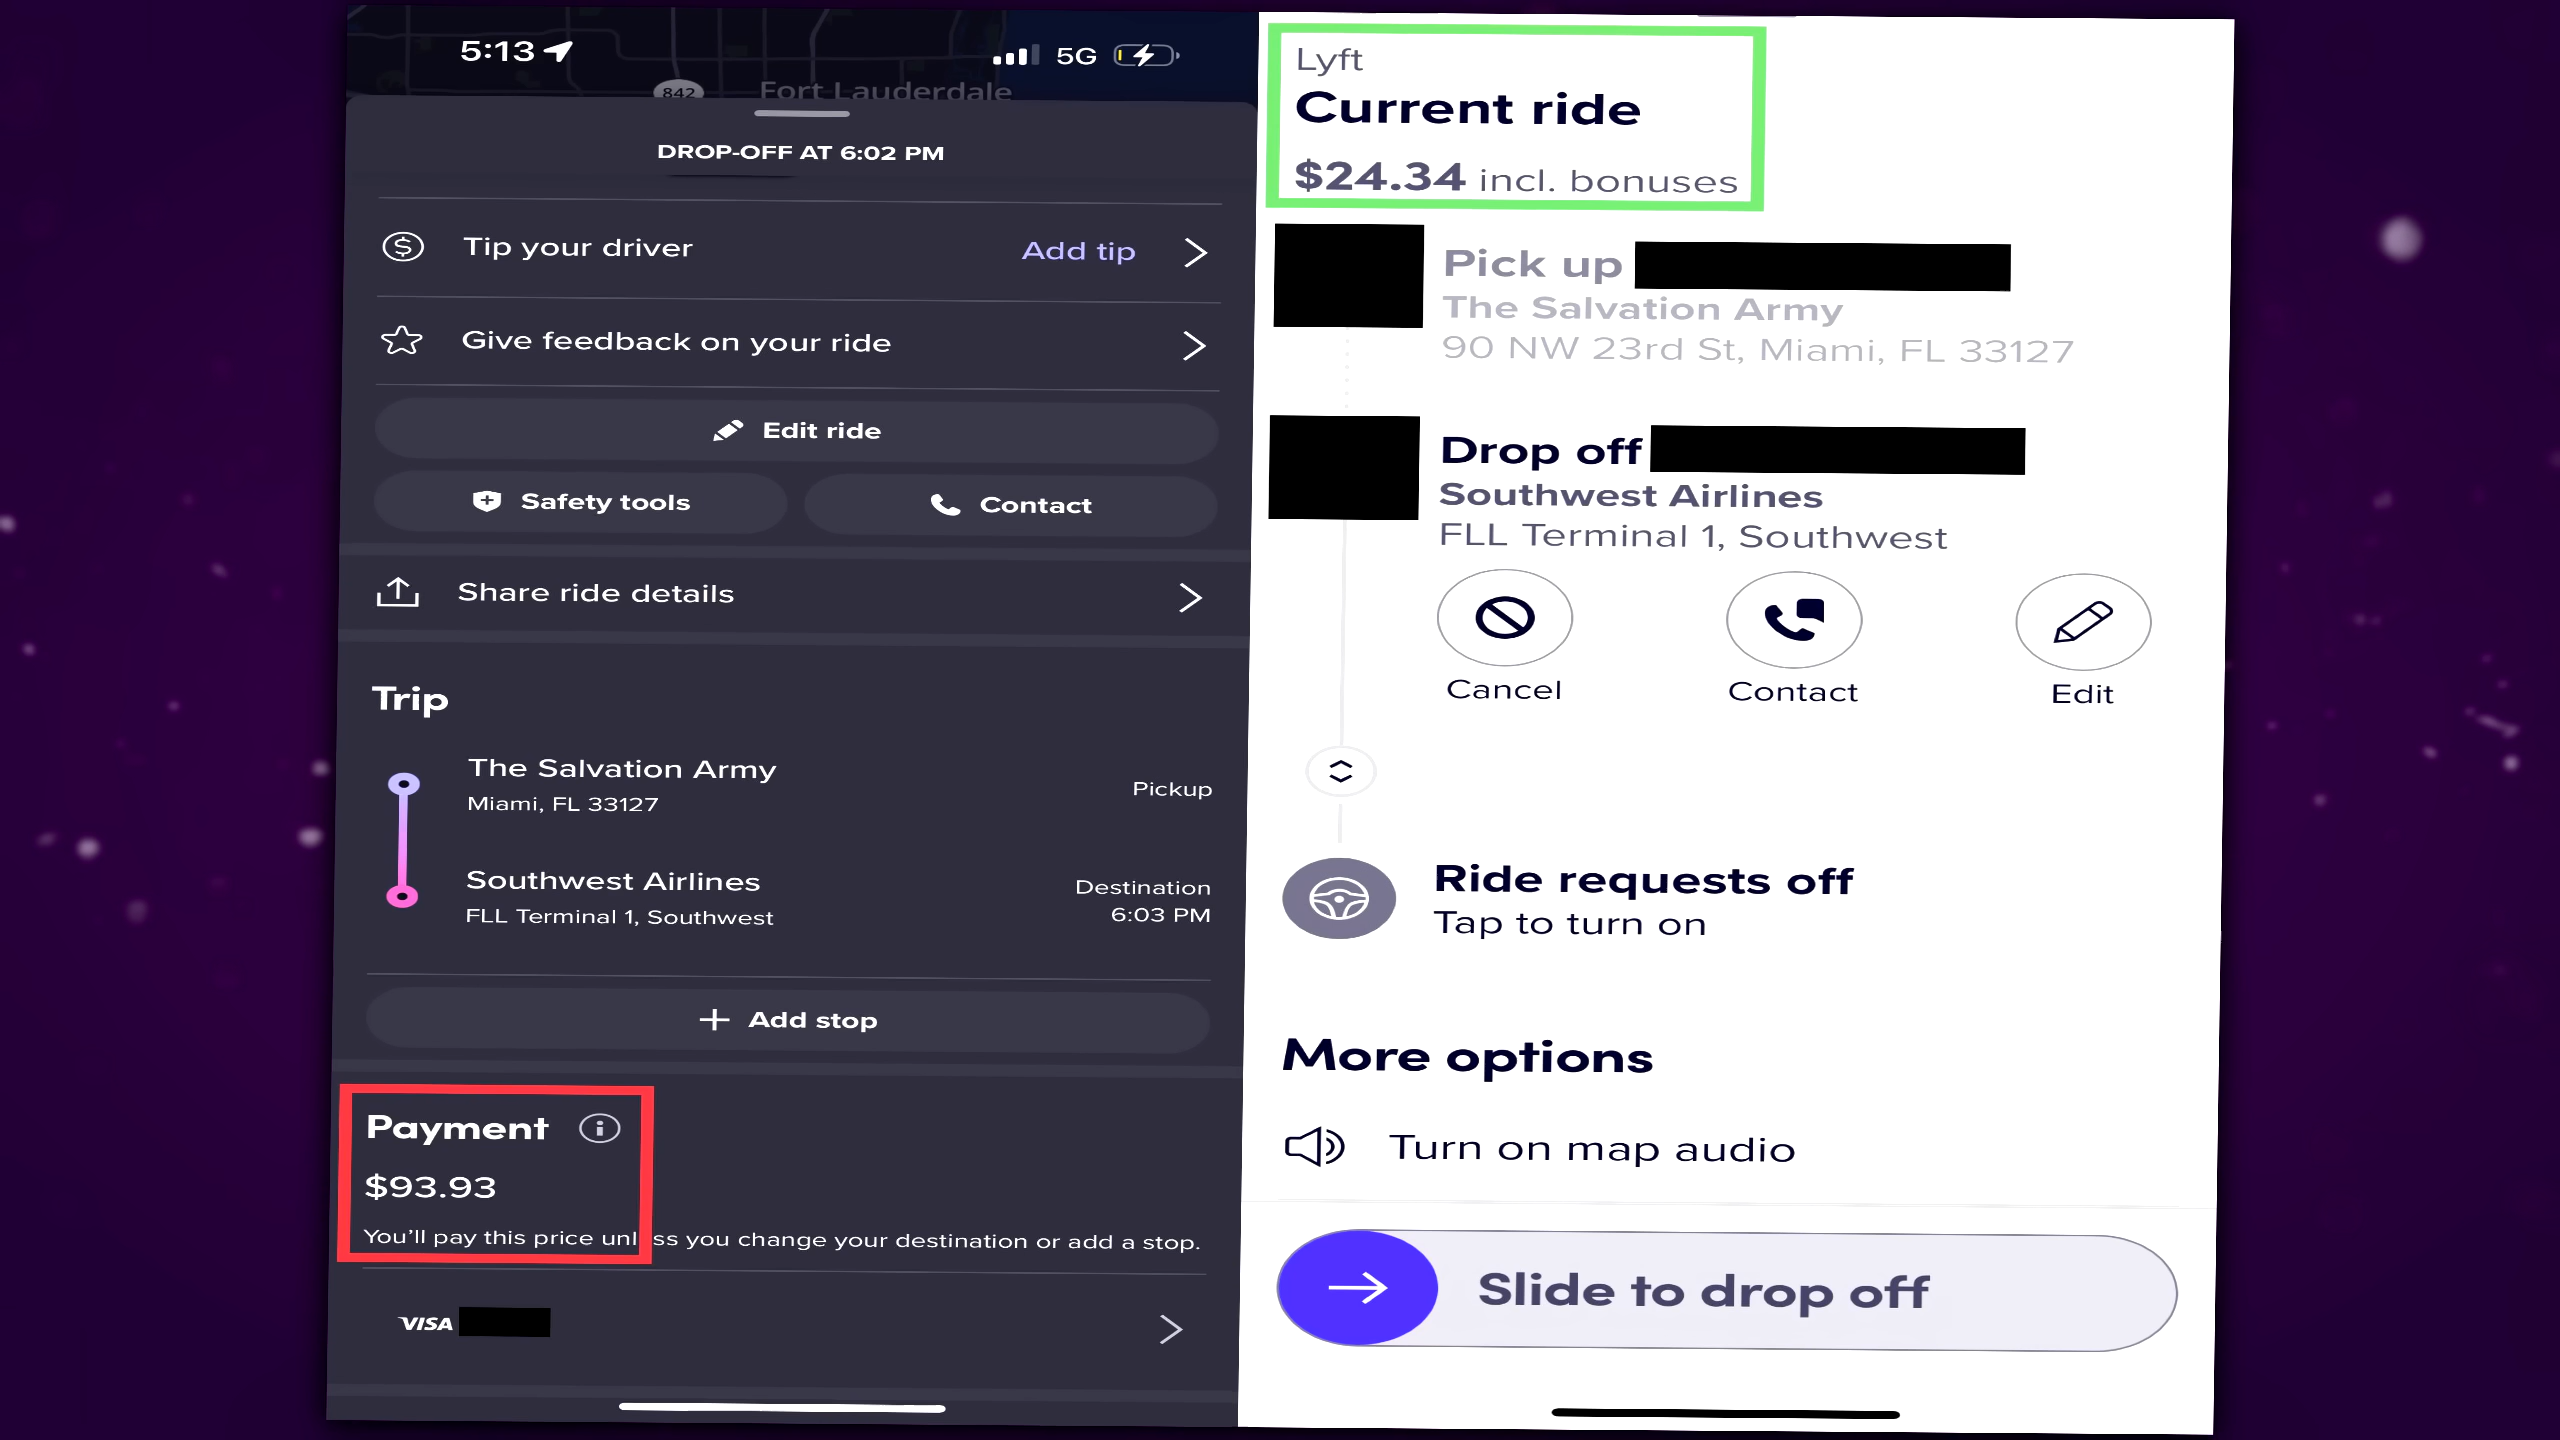 5:13
5G
842
Fort Lauderdale
DROP-OFF AT 6:02 PM
Tip your driver
Add tip
Give feedback on your ride
Edit ride
Safety tools
Contact
Share ride details
Trip
The Salvation Army
Miami, FL 33127
Pickup
Southwest Airlines
FLL Terminal 1, Southwest
Destination
6:03 PM
Add stop
Payment
$93.93
You'll pay this price unless you change your destination or add a stop.
VISA
Lyft
Current ride
$24.34 incl. bonuses
Pick up
The Salvation Army
90 NW 23rd St, Miami, FL 33127
Drop off
Southwest Airlines
FLL Terminal 1, Southwest
Cancel
Contact
Edit
Ride requests off
Tap to turn on
More options
Turn on map audio
Slide to drop off